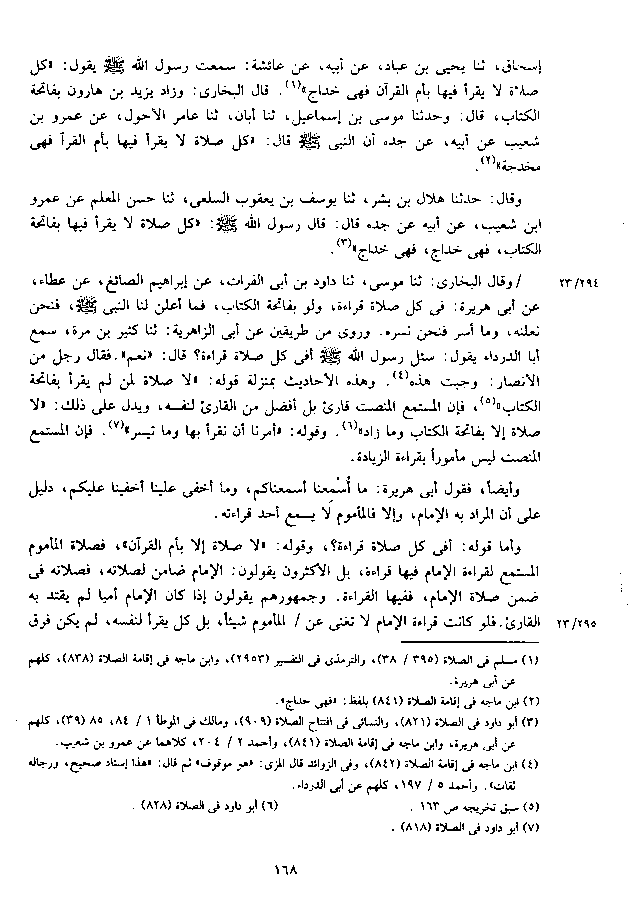 إسحاق، ثنا يحيى بن عباد، عن أبيه، عن عائشة: سمعت رسول الله ﷺ يقول: «كل
صلاة لا يقرأ فيها بأم القرآن فهى خداج»(١). قال البخارى: وزاد يزيد بن هارون بفاتحة
الكتاب، قال: وحدثنا موسى بن إسماعيل، ثنا أبان، ثنا عامر الأحول، عن عمرو بن
شعيب عن أبيه، عن جده أن النبى ﷺ قال: «كل صلاة لا يقرأ فيها بأم القرآ فهى
مخدجة»(٢).
وقال: حدثنا هلال بن بشر، ثنا يوسف بن يعقوب السلعى، ثنا حسن المعلم عن عمرو
ابن شعيب، عن أبيه عن جده قال: قال رسول الله ﷺ: «كل صلاة لا يقرأ فيها بفاتحة
الكتاب، فهى خداج، فهى خداج»(٣).
٢٣/٢٩٤ / وقال البخارى: ثنا موسى، ثنا داود بن أبى الفرات، عن إبراهيم الصائغ، عن عطاء،
عن أبى هريرة: فى كل صلاة قراءة، ولو بفاتحة الكتاب، فما أعلن لنا النبى ﷺ، فنحن
نعلنه، وما أسر فنحن نسره. وروى من طريقين عن أبى الزاهرية: ثنا كثير بن مرة، سمع
أبا الدرداء يقول: سئل رسول الله ﷺ أفى كل صلاة قراءة؟ قال: «نعم». فقال رجل من
الأنصار: وجبت هذه(٤). وهذه الأحاديث بمنزلة قوله: «لا صلاة لمن لم يقرأ بفاتحة
الكتاب»(٥)، فإن المستمع المنصت قارئ بل أفضل من القارئ لنفسه، ويدل على ذلك: «لا
صلاة إلا بفاتحة الكتاب وما زاد»(٦). وقوله: «أمرنا أن نقرأ بها وما تيسر»(٧). فإن المستمع
المنصت ليس مأموراً بقراءة الزيادة.
وأيضاً، فقول أبى هريرة: ما أُسْمِعنا أسمعناكم، وما أخفى علينا أخفينا عليكم، دليل
على أن المراد به الإمام، وإلا فالمأموم لا يسمع أحد قراءته.
وأما قوله: أفى كل صلاة قراءة؟، وقوله: «لا صلاة إلا بأم القرآن»، فصلاة المأموم
المستمع لقراءة الإمام فيها قراءة، بل الأكثرون يقولون: الإمام ضامن لصلاته، فصلاته فى
ضمن صلاة الإمام، ففيها القراءة. وجمهورهم يقولون إذا كان الإمام أميا لم يقتد به
٢٣/٢٩٥ القارئ. فلو كانت قراءة الإمام لا تغنى عن / المأموم شيئاً، بل كل يقرأ لنفسه، لم يكن فرق
(١) مسلم فى الصلاة (٣٩٥ / ٣٨)، والترمذى فى التفسير (٢٩٥٣)، وابن ماجه فى إقامة الصلاة (٨٣٨)، كلهم
عن أبى هريرة.
(٢) ابن ماجه فى إقامة الصلاة (٨٤١) بلفظ: «فهى خداج».
(٣) أبو داود فى الصلاة (٨٢١)، والنسائى فى افتتاح الصلاة (٩٠٩)، ومالك فى الموطأ ١ / ٨٤، ٨٥ (٣٩)، كلهم
عن أبى هريرة، وابن ماجه فى إقامة الصلاة (٨٤١)، وأحمد ٢ / ٢٠٤، كلاهما عن عمرو بن شعيب.
(٤) ابن ماجه فى إقامة الصلاة (٨٤٢)، وفى الزوائد قال المزى: «هو موقوف» ثم قال: «هذا إسناد صحيح، ورجاله
ثقات». وأحمد ٥ / ١٩٧، كلهم عن أبى الدرداء.
(٥) سبق تخريجه ص ١٦٣. (٦) أبو داود فى الصلاة (٨٢٨).
(٧) أبو داود فى الصلاة (٨١٨).
١٦٨